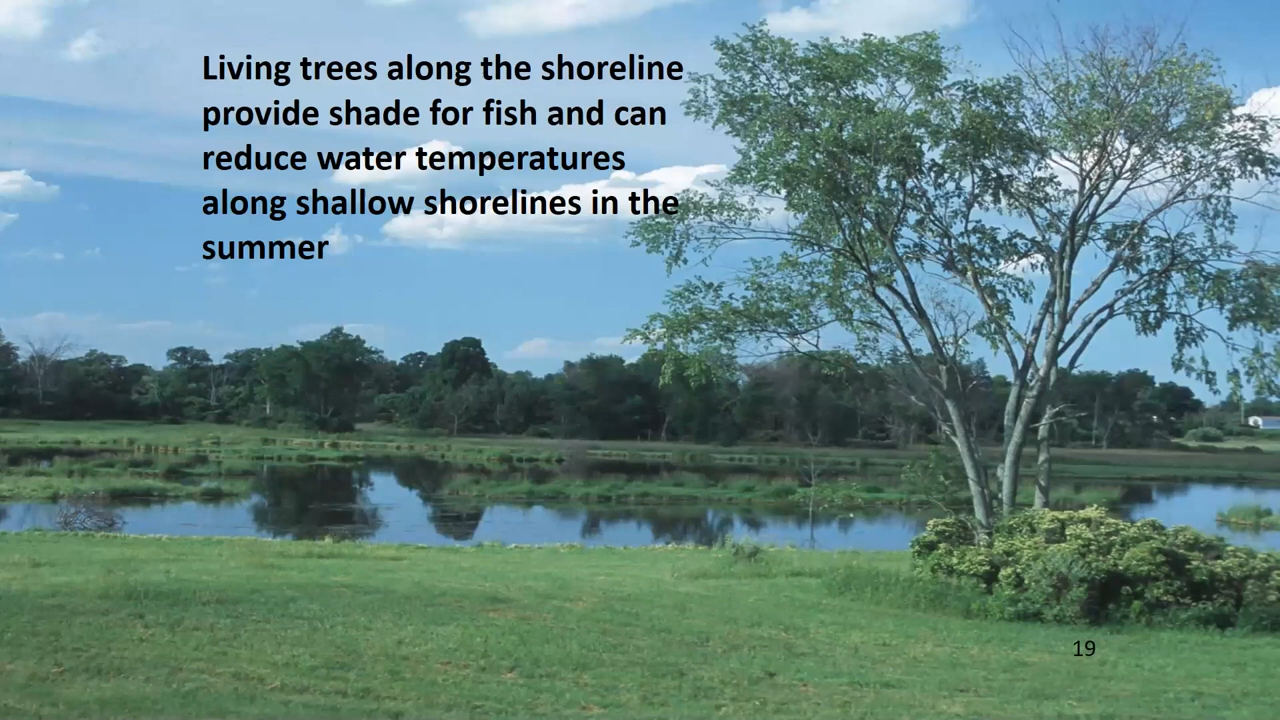 Living trees along the shoreline
provide shade for fish and can
reduce water temperatures
along shallow shorelines in the
summer
19